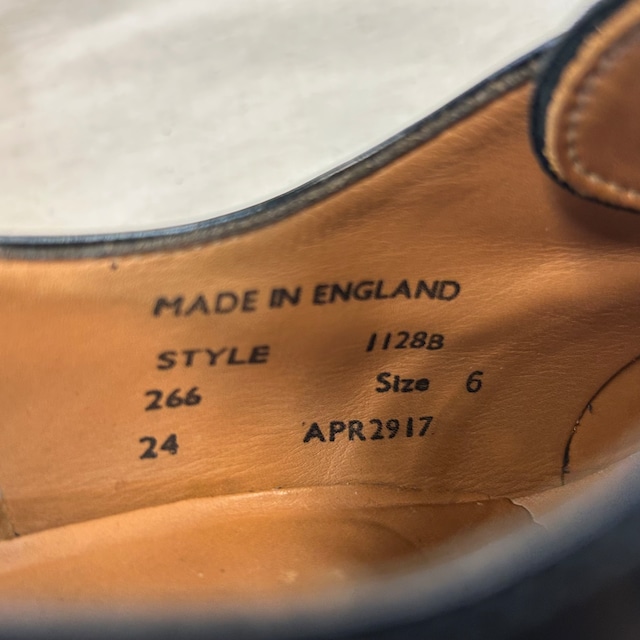 MADE IN ENGLAND
STYLE 1128B
266 Size 6
24 APR2917